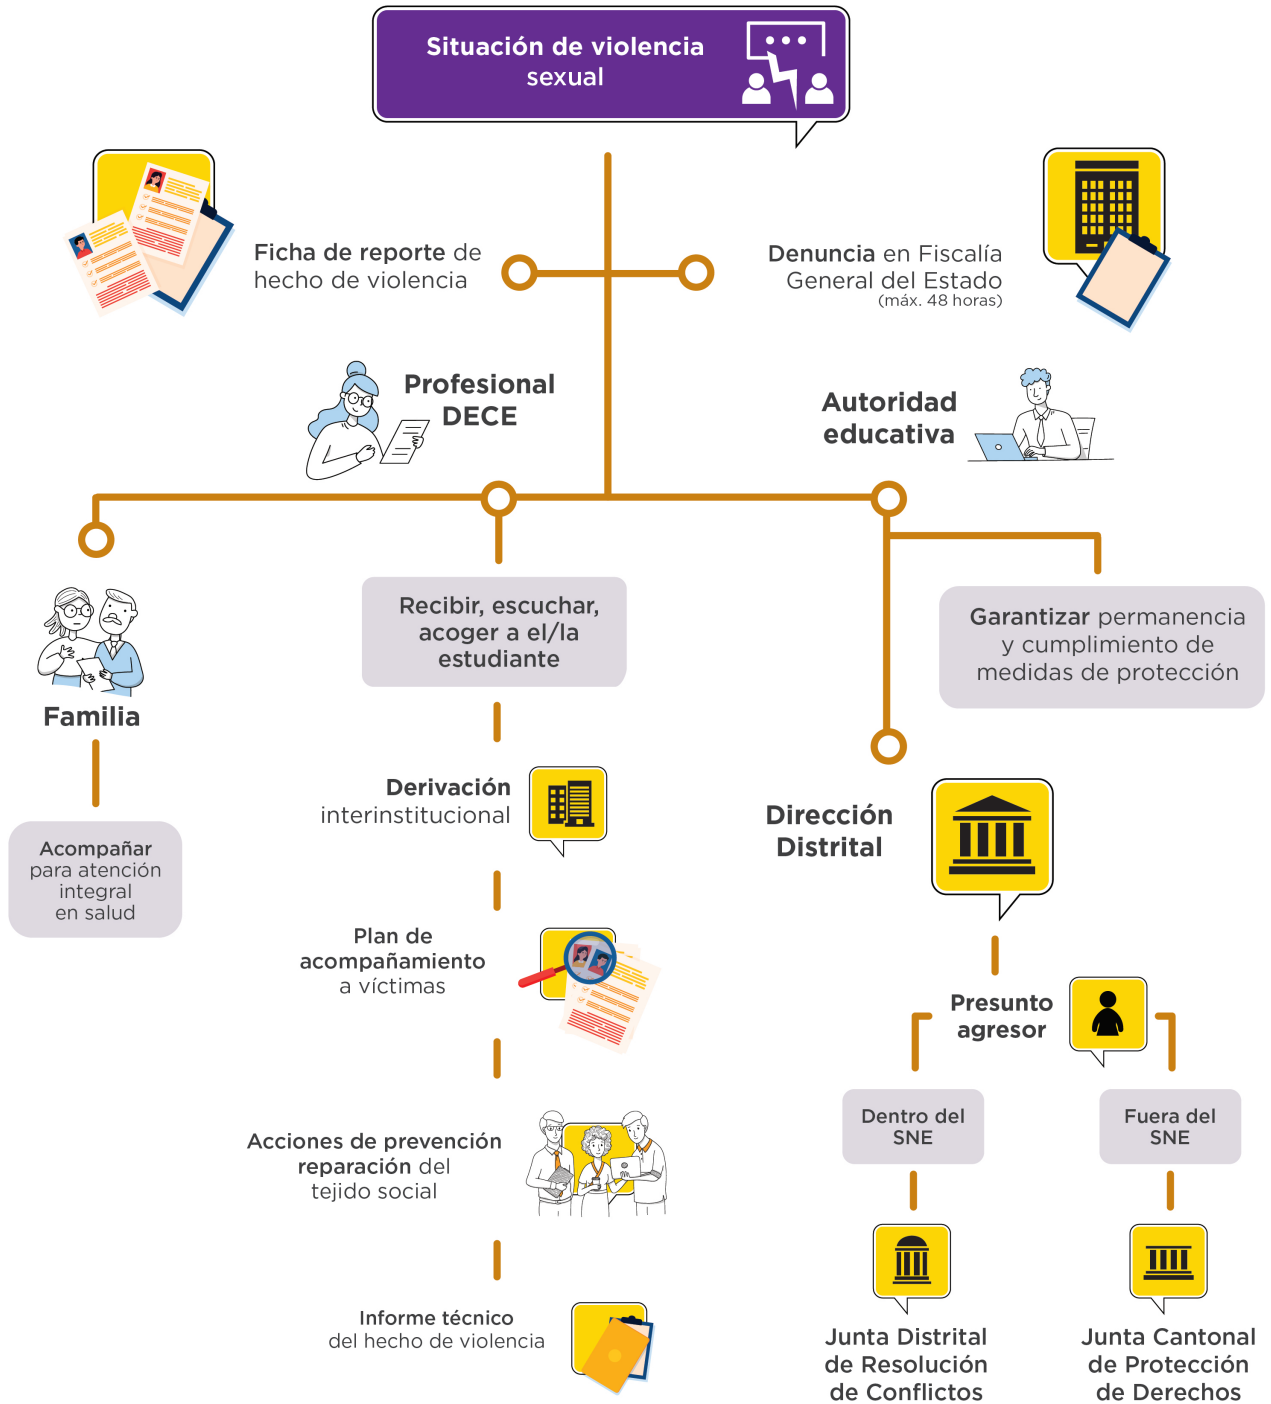 Situación de violencia
sexual
Ficha de reporte de
hecho de violencia
Denuncia en Fiscalía
General del Estado
(máx. 48 horas)
Profesional
DECE
Autoridad
educativa
Familia
Acompañar
para atención
integral
en salud
Recibir, escuchar,
acoger a el/la
estudiante
Derivación
interinstitucional
Plan de
acompañamiento
a víctimas
Acciones de prevención
reparación del
tejido social
Informe técnico
del hecho de violencia
Garantizar permanencia
y cumplimiento de
medidas de protección
Dirección
Distrital
Presunto
agresor
Dentro del
SNE
Fuera del
SNE
Junta Distrital
de Resolución
de Conflictos
Junta Cantonal
de Protección
de Derechos